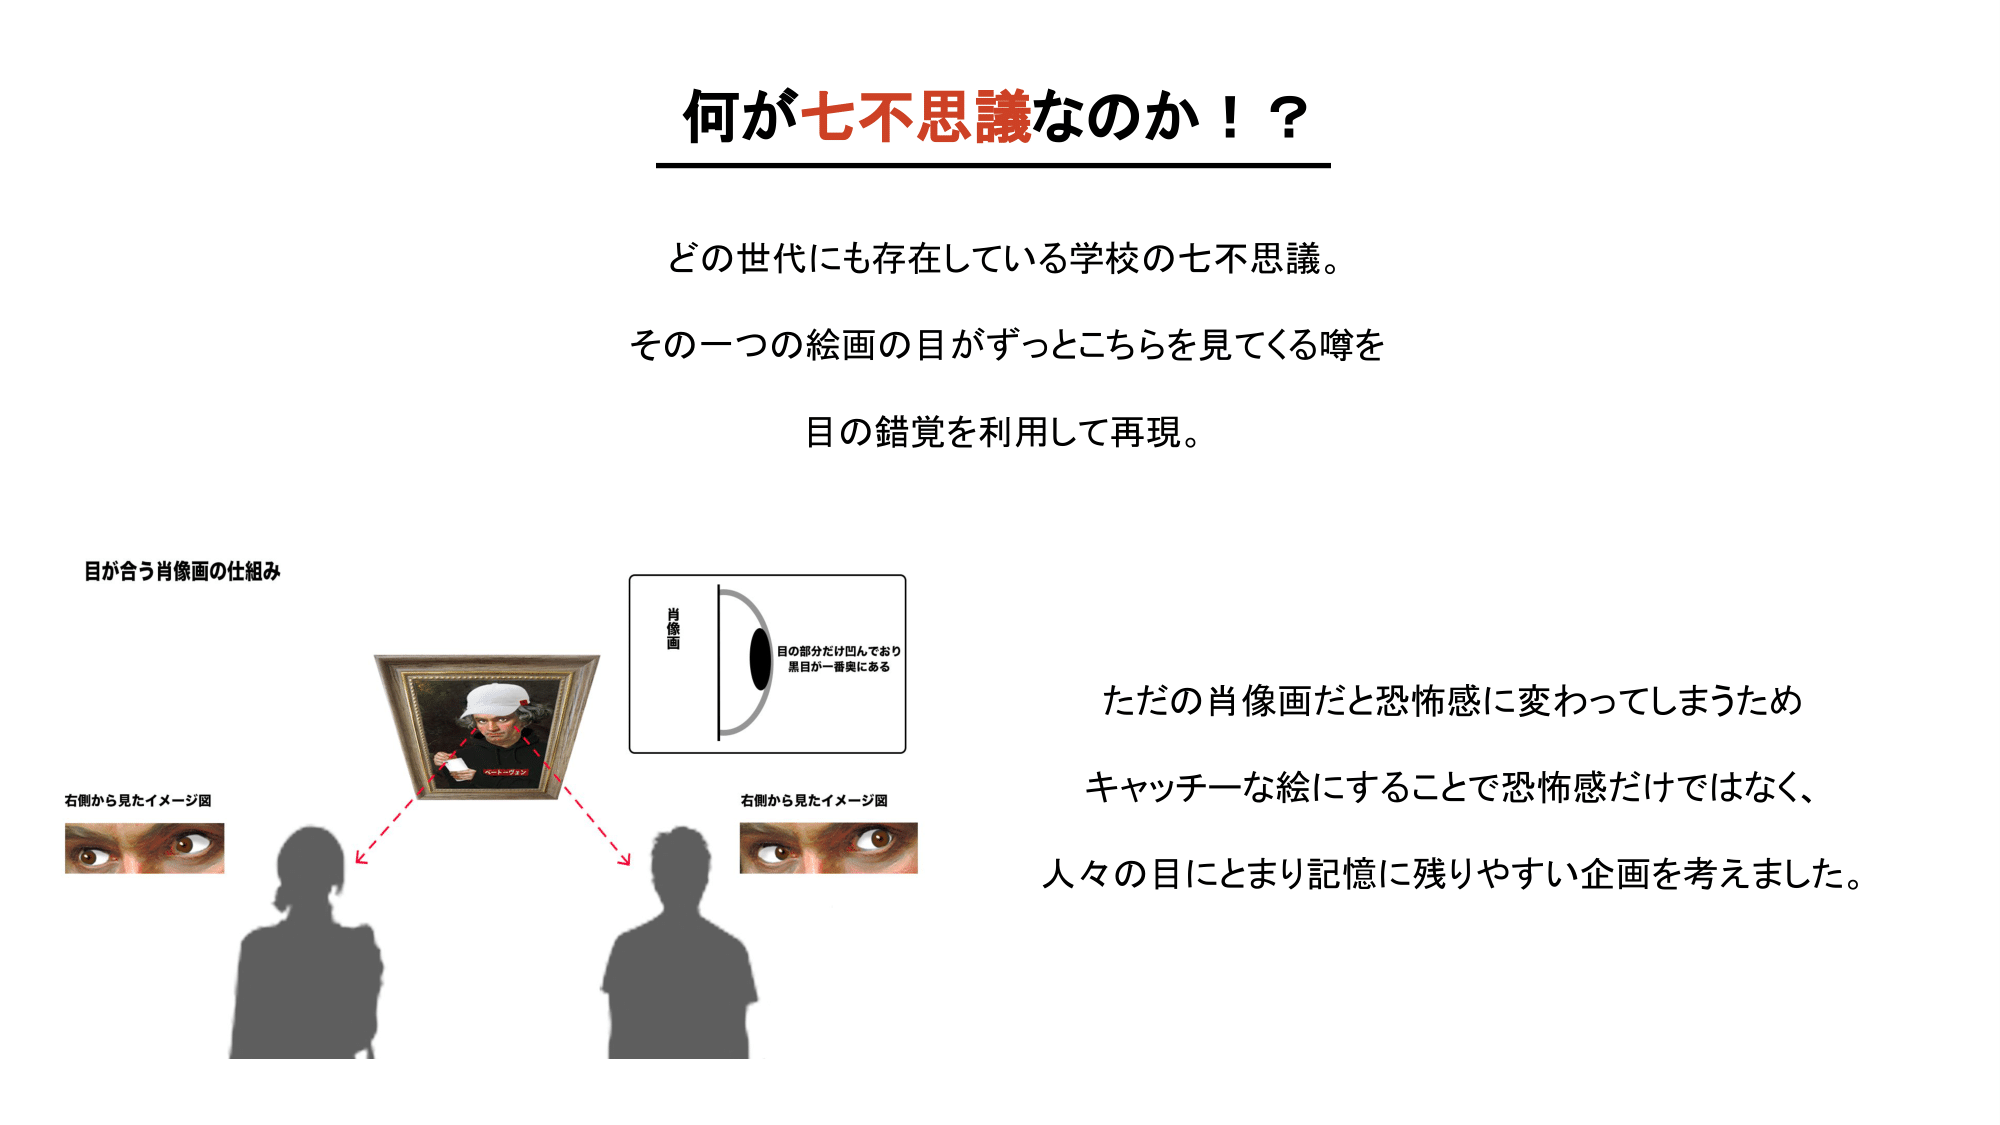 何が七不思議なのか！？
どの世代にも存在している学校の七不思議。
その一つの絵画の目がずっとこちらを見てくる噂を
目の錯覚を利用して再現。
目が合う肖像画の仕組み
肖像画
目の部分だけ凹んでおり
黒目が一番奥にある
ベートーヴェン
右側から見たイメージ図
右側から見たイメージ図
ただの肖像画だと恐怖感に変わってしまうため
キャッチーな絵にすることで恐怖感だけではなく、
人々の目にとまり記憶に残りやすい企画を考えました。